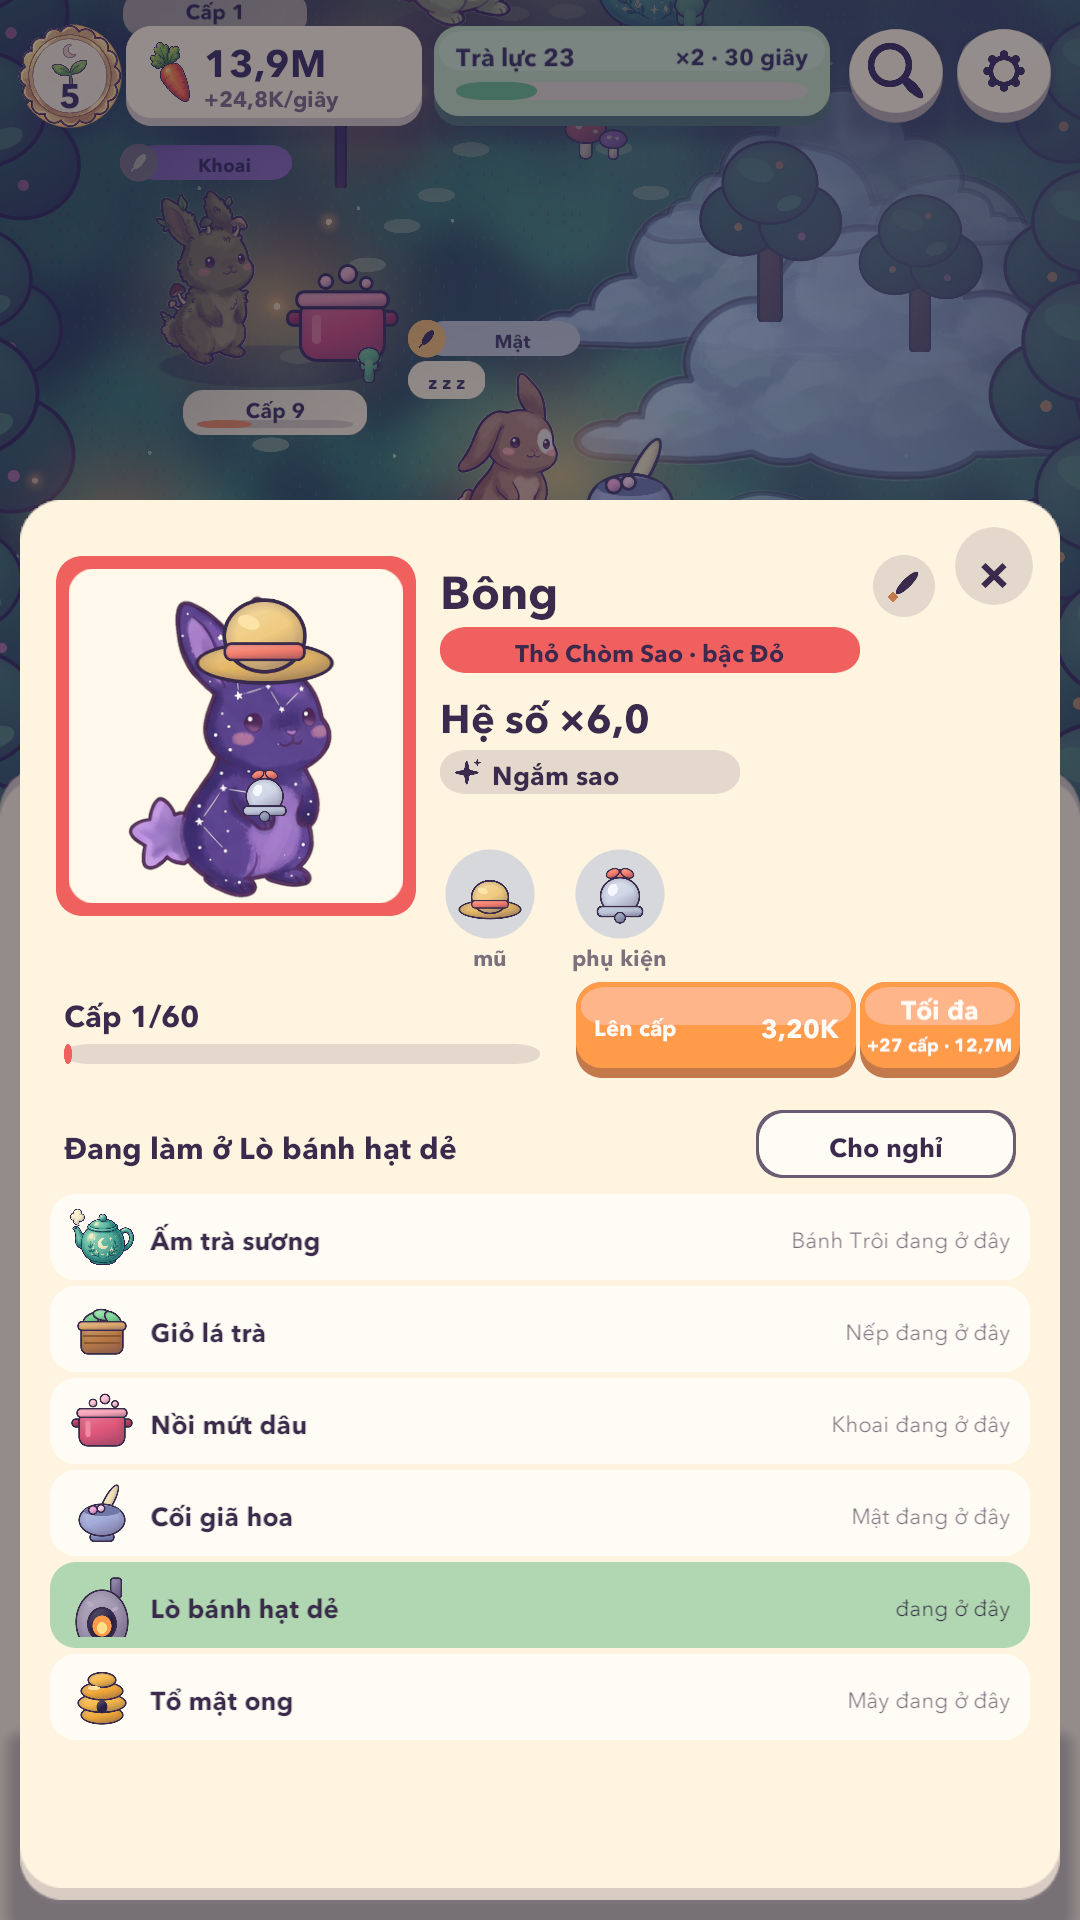 Cấp 1
5
13,9M
+24,8K/giây
Trà lực 23
×2 · 30 giây
Khoai
Mật
z z z
Cấp 9
Bông
Thỏ Chòm Sao · bậc Đỏ
Hệ số ×6,0
Ngắm sao
mũ
phụ kiện
Cấp 1/60
Lên cấp
3,20K
Tối đa
+27 cấp · 12,7M
Đang làm ở Lò bánh hạt dẻ
Cho nghỉ
Ấm trà sương
Bánh Trôi đang ở đây
Giỏ lá trà
Nếp đang ở đây
Nồi mứt dâu
Khoai đang ở đây
Cối giã hoa
Mật đang ở đây
Lò bánh hạt dẻ
đang ở đây
Tổ mật ong
Mây đang ở đây